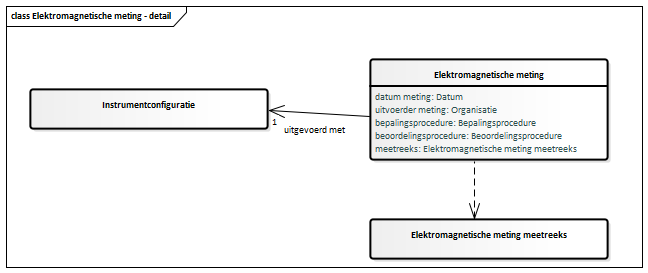 class Elektromagnetische meting - detail
Elektromagnetische meting
datum meting: Datum
uitvoerder meting: Organisatie
bepalingsprocedure: Bepalingsprocedure
beoordelingsprocedure: Beoordelingsprocedure
meetreeks: Elektromagnetische meting meetreeks
Instrumentconfiguratie
1
uitgevoerd met
Elektromagnetische meting meetreeks